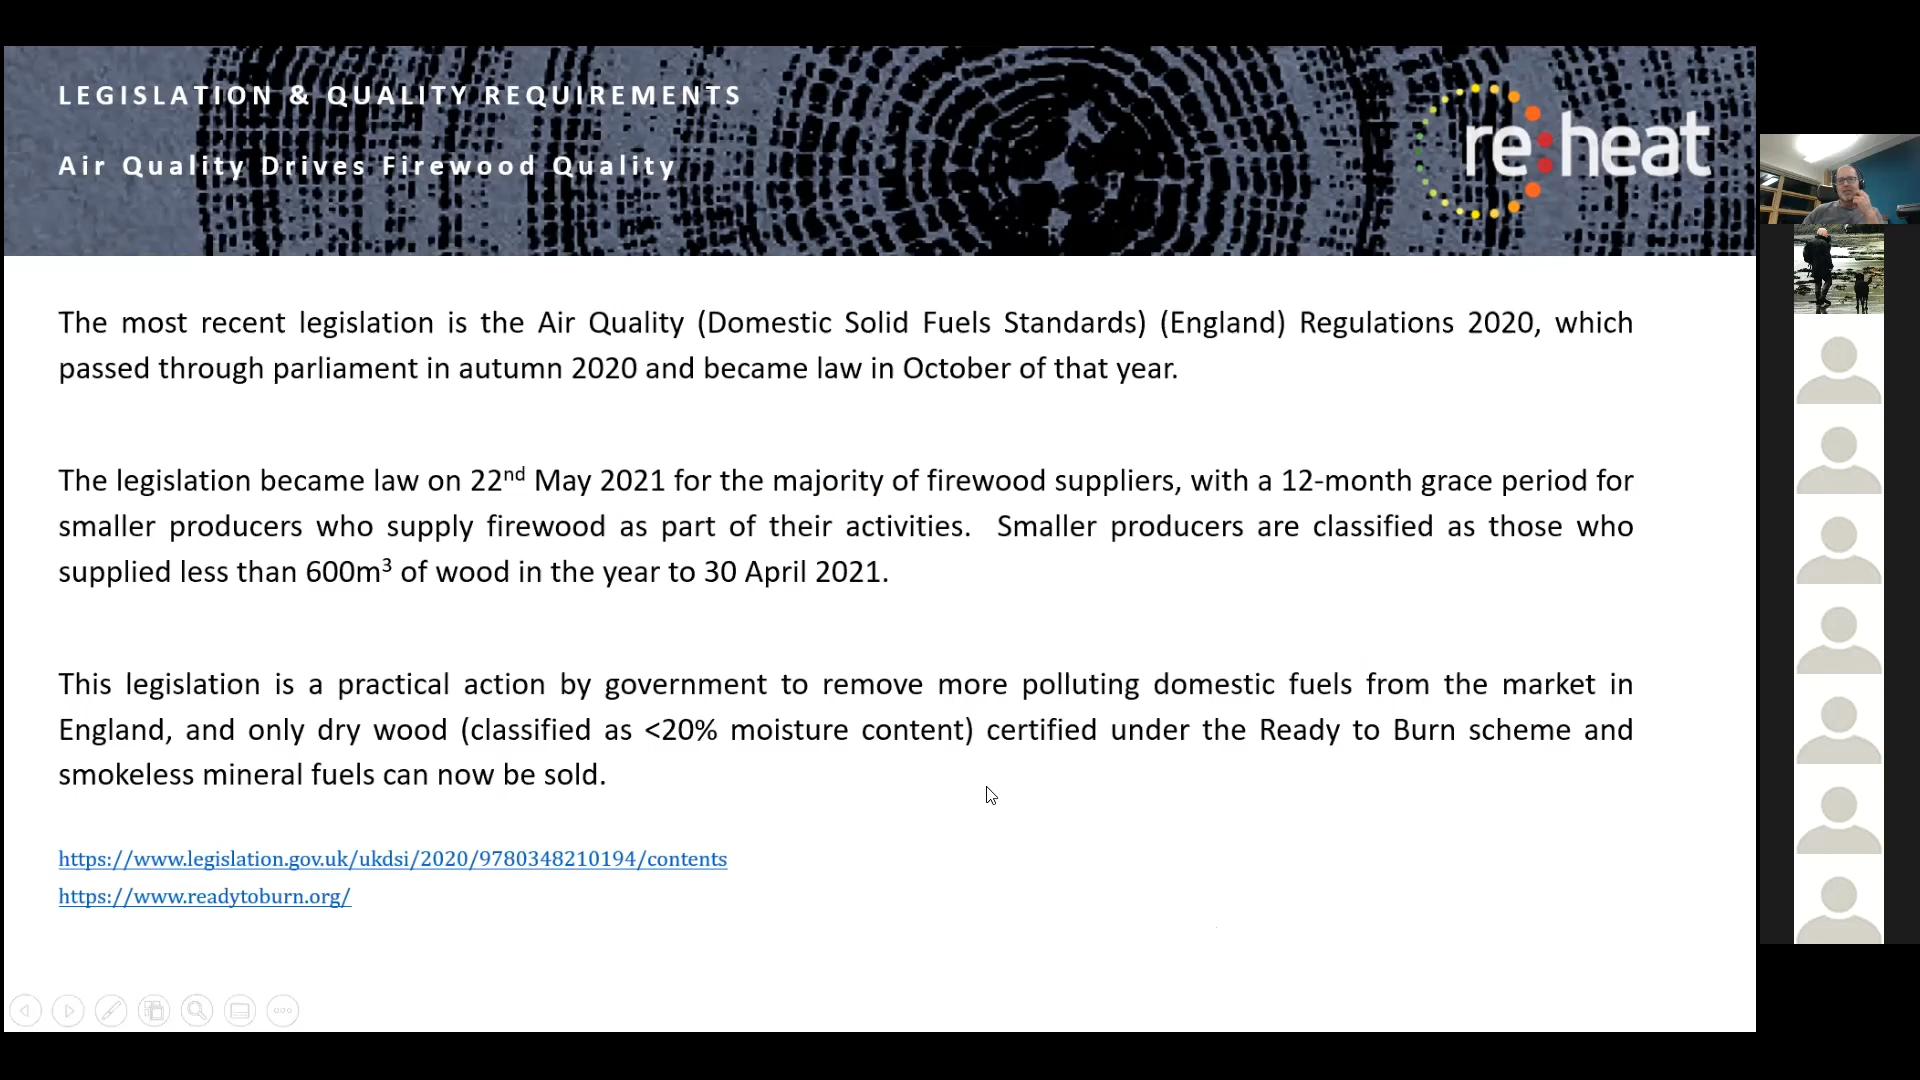 LEGISLATION & QUALITY REQUIREMENTS
Air Quality Drives Firewood Quality
re:heat
The most recent legislation is the Air Quality (Domestic Solid Fuels Standards) (England) Regulations 2020, which
passed through parliament in autumn 2020 and became law in October of that year.
The legislation became law on 22nd May 2021 for the majority of firewood suppliers, with a 12-month grace period for
smaller producers who supply firewood as part of their activities.  Smaller producers are classified as those who
supplied less than 600m³ of wood in the year to 30 April 2021.
This legislation is a practical action by government to remove more polluting domestic fuels from the market in
England, and only dry wood (classified as <20% moisture content) certified under the Ready to Burn scheme and
smokeless mineral fuels can now be sold.
https://www.legislation.gov.uk/ukdsi/2020/9780348210194/contents
https://www.readytoburn.org/